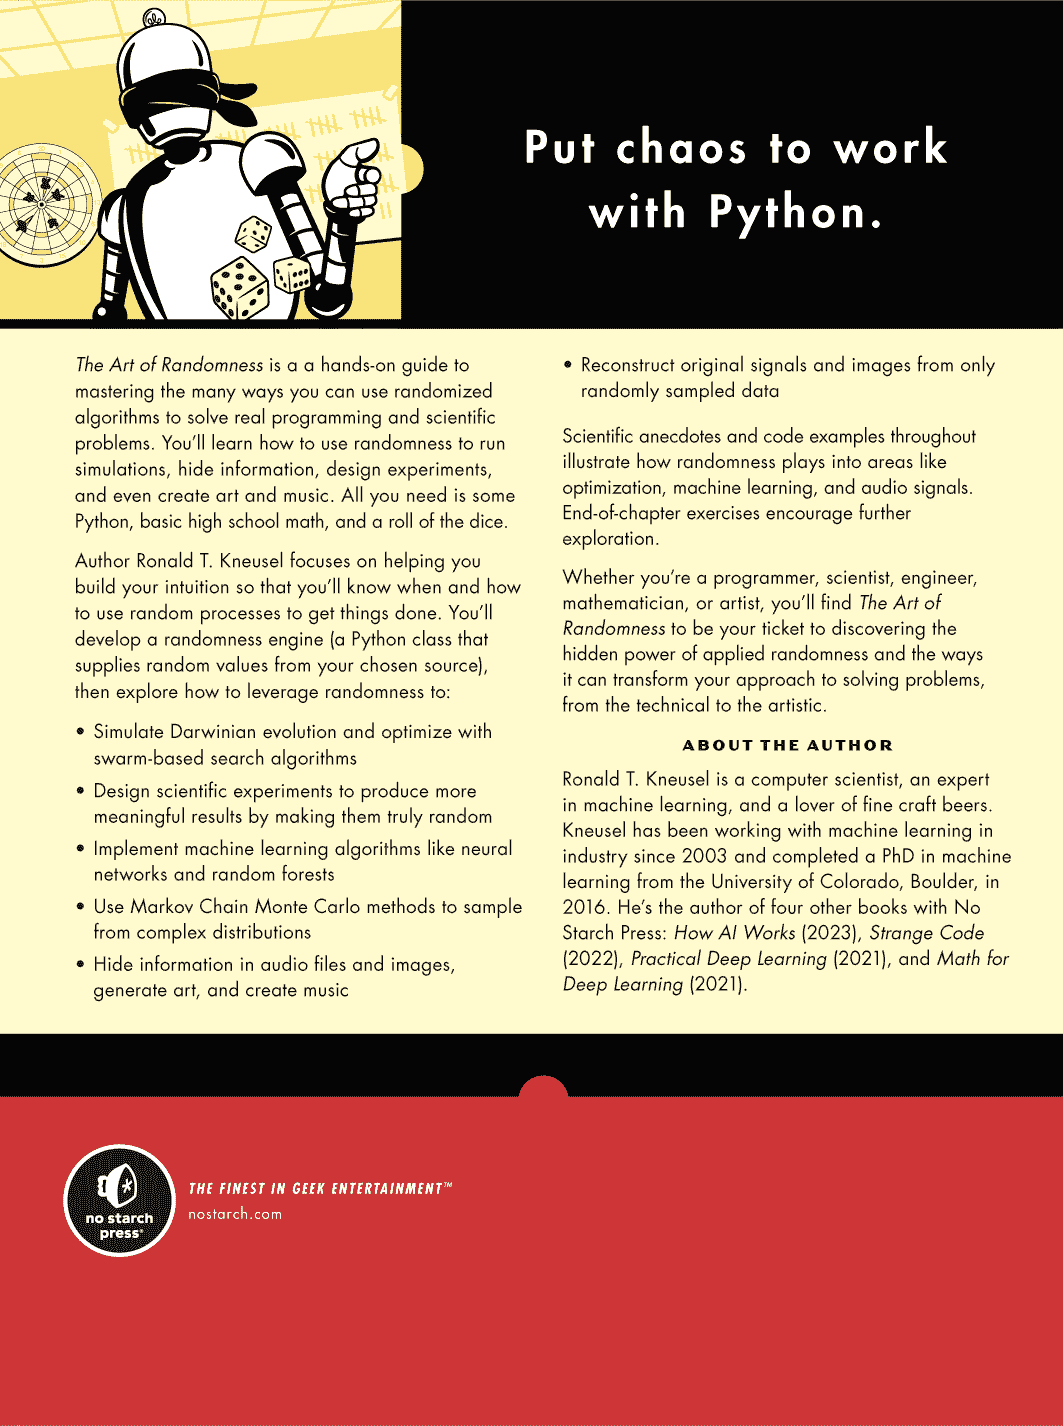 Put chaos to work
with Python.
The Art of Randomness is a a hands-on guide to
mastering the many ways you can use randomized
algorithms to solve real programming and scientific
problems. You'll learn how to use randomness to run
simulations, hide information, design experiments,
and even create art and music. All you need is some
Python, basic high school math, and a roll of the dice.
Author Ronald T. Kneusel focuses on helping you
build your intuition so that you'll know when and how
to use random processes to get things done. You'll
develop a randomness engine (a Python class that
supplies random values from your chosen source),
then explore how to leverage randomness to:
• Simulate Darwinian evolution and optimize with
swarm-based search algorithms
• Design scientific experiments to produce more
meaningful results by making them truly random
• Implement machine learning algorithms like neural
networks and random forests
• Use Markov Chain Monte Carlo methods to sample
from complex distributions
• Hide information in audio files and images,
generate art, and create music
• Reconstruct original signals and images from only
randomly sampled data
Scientific anecdotes and code examples throughout
illustrate how randomness plays into areas like
optimization, machine learning, and audio signals.
End-of-chapter exercises encourage further
exploration.
Whether you're a programmer, scientist, engineer,
mathematician, or artist, you'll find The Art of
Randomness to be your ticket to discovering the
hidden power of applied randomness and the ways
it can transform your approach to solving problems,
from the technical to the artistic.
ABOUT THE AUTHOR
Ronald T. Kneusel is a computer scientist, an expert
in machine learning, and a lover of fine craft beers.
Kneusel has been working with machine learning in
industry since 2003 and completed a PhD in machine
learning from the University of Colorado, Boulder, in
2016. He's the author of four other books with No
Starch Press: How AI Works (2023), Strange Code
(2022), Practical Deep Learning (2021), and Math for
Deep Learning (2021).
THE FINEST IN GEEK ENTERTAINMENT™
nostarch.com
no starch
press®